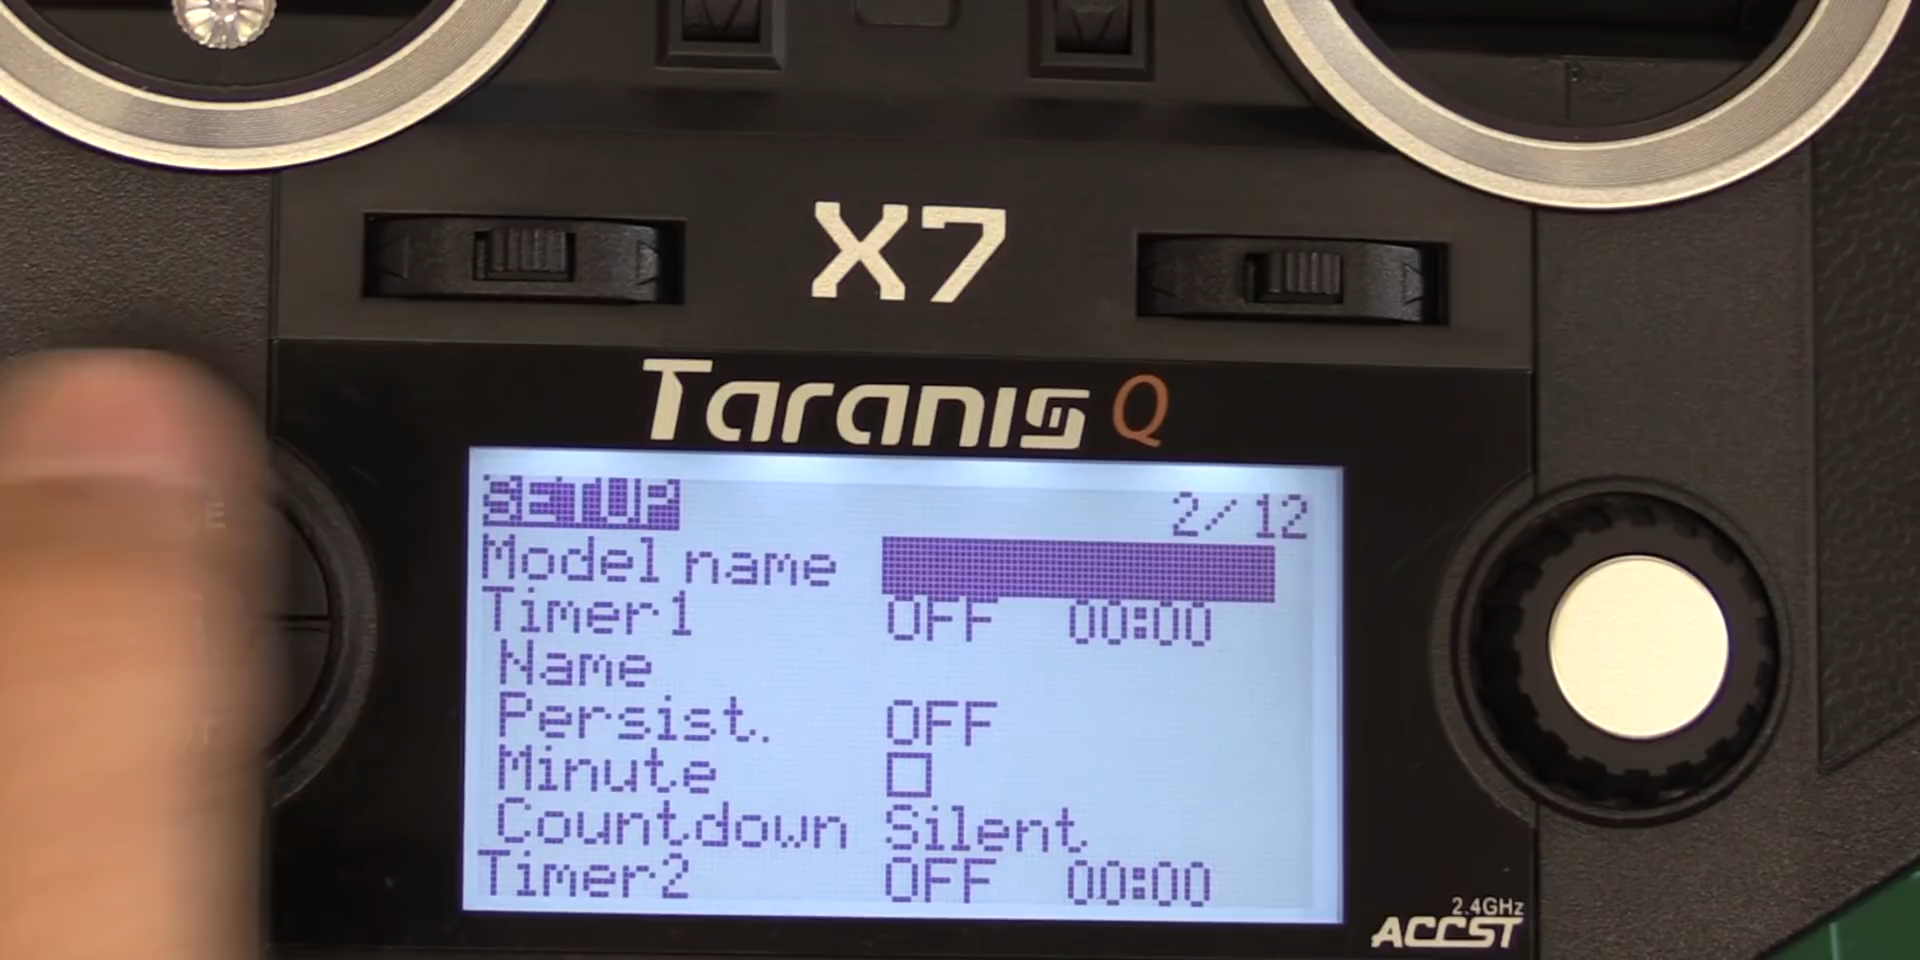 X7
Taranis Q
SETUP 2/12
Model name
Timer1 OFF 00:00
Name
Persist. OFF
Minute
Countdown Silent
Timer2 OFF 00:00
2.4GHz
ACCST